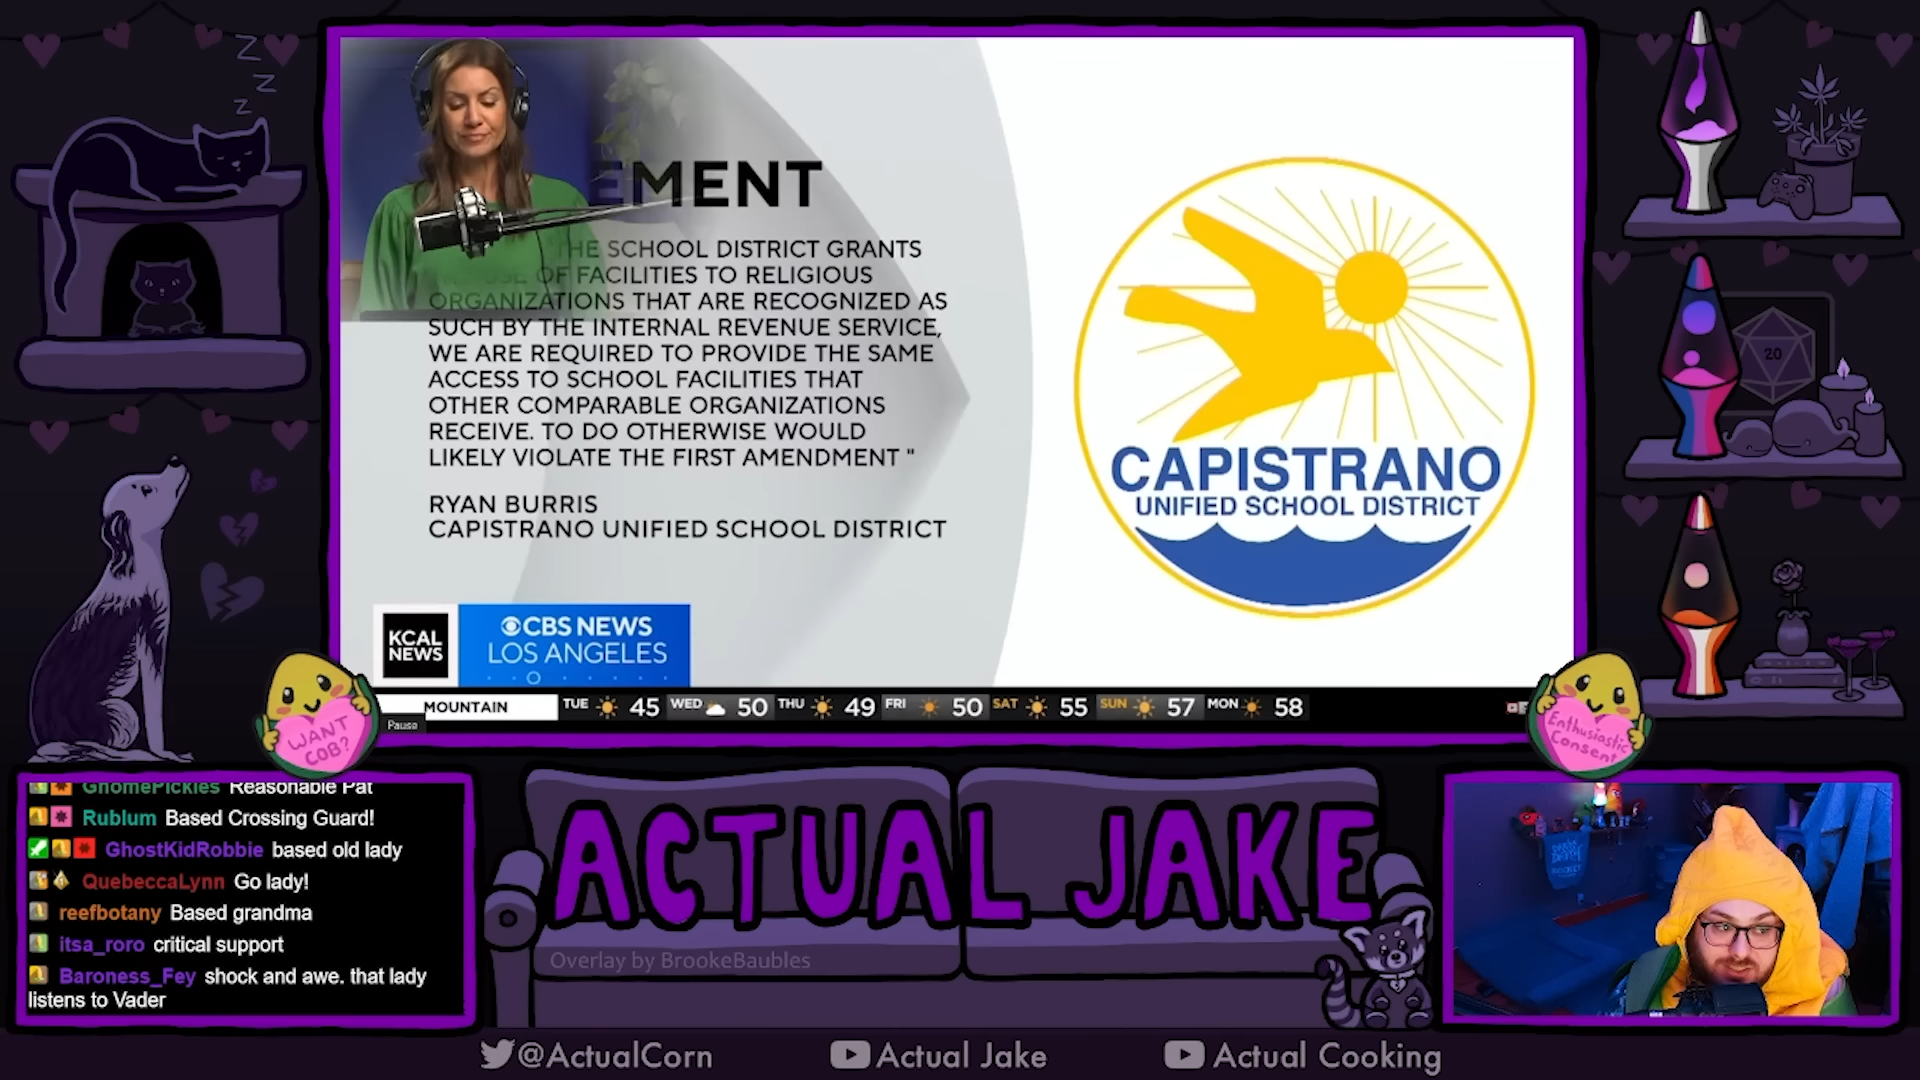 Z
Z
Z
EMENT
THE SCHOOL DISTRICT GRANTS
USE OF FACILITIES TO RELIGIOUS
ORGANIZATIONS THAT ARE RECOGNIZED AS
SUCH BY THE INTERNAL REVENUE SERVICE,
WE ARE REQUIRED TO PROVIDE THE SAME
ACCESS TO SCHOOL FACILITIES THAT
OTHER COMPARABLE ORGANIZATIONS
RECEIVE. TO DO OTHERWISE WOULD
LIKELY VIOLATE THE FIRST AMENDMENT "
RYAN BURRIS
CAPISTRANO UNIFIED SCHOOL DISTRICT
CAPISTRANO
UNIFIED SCHOOL DISTRICT
20
KCAL
NEWS
CBS NEWS
LOS ANGELES
MOUNTAIN TUE 45 WED 50 THU 49 FRI 50 SAT 55 SUN 57 MON 58
Pause
WANT
COB?
Enthusiastic
Consent
GnomePickles Reasonable Pat
Rublum Based Crossing Guard!
GhostKidRobbie based old lady
QuebeccaLynn Go lady!
reefbotany Based grandma
itsa_roro critical support
Baroness_Fey shock and awe. that lady
listens to Vader
ACTUAL JAKE
Overlay by BrookeBaubles
@ActualCorn Actual Jake Actual Cooking